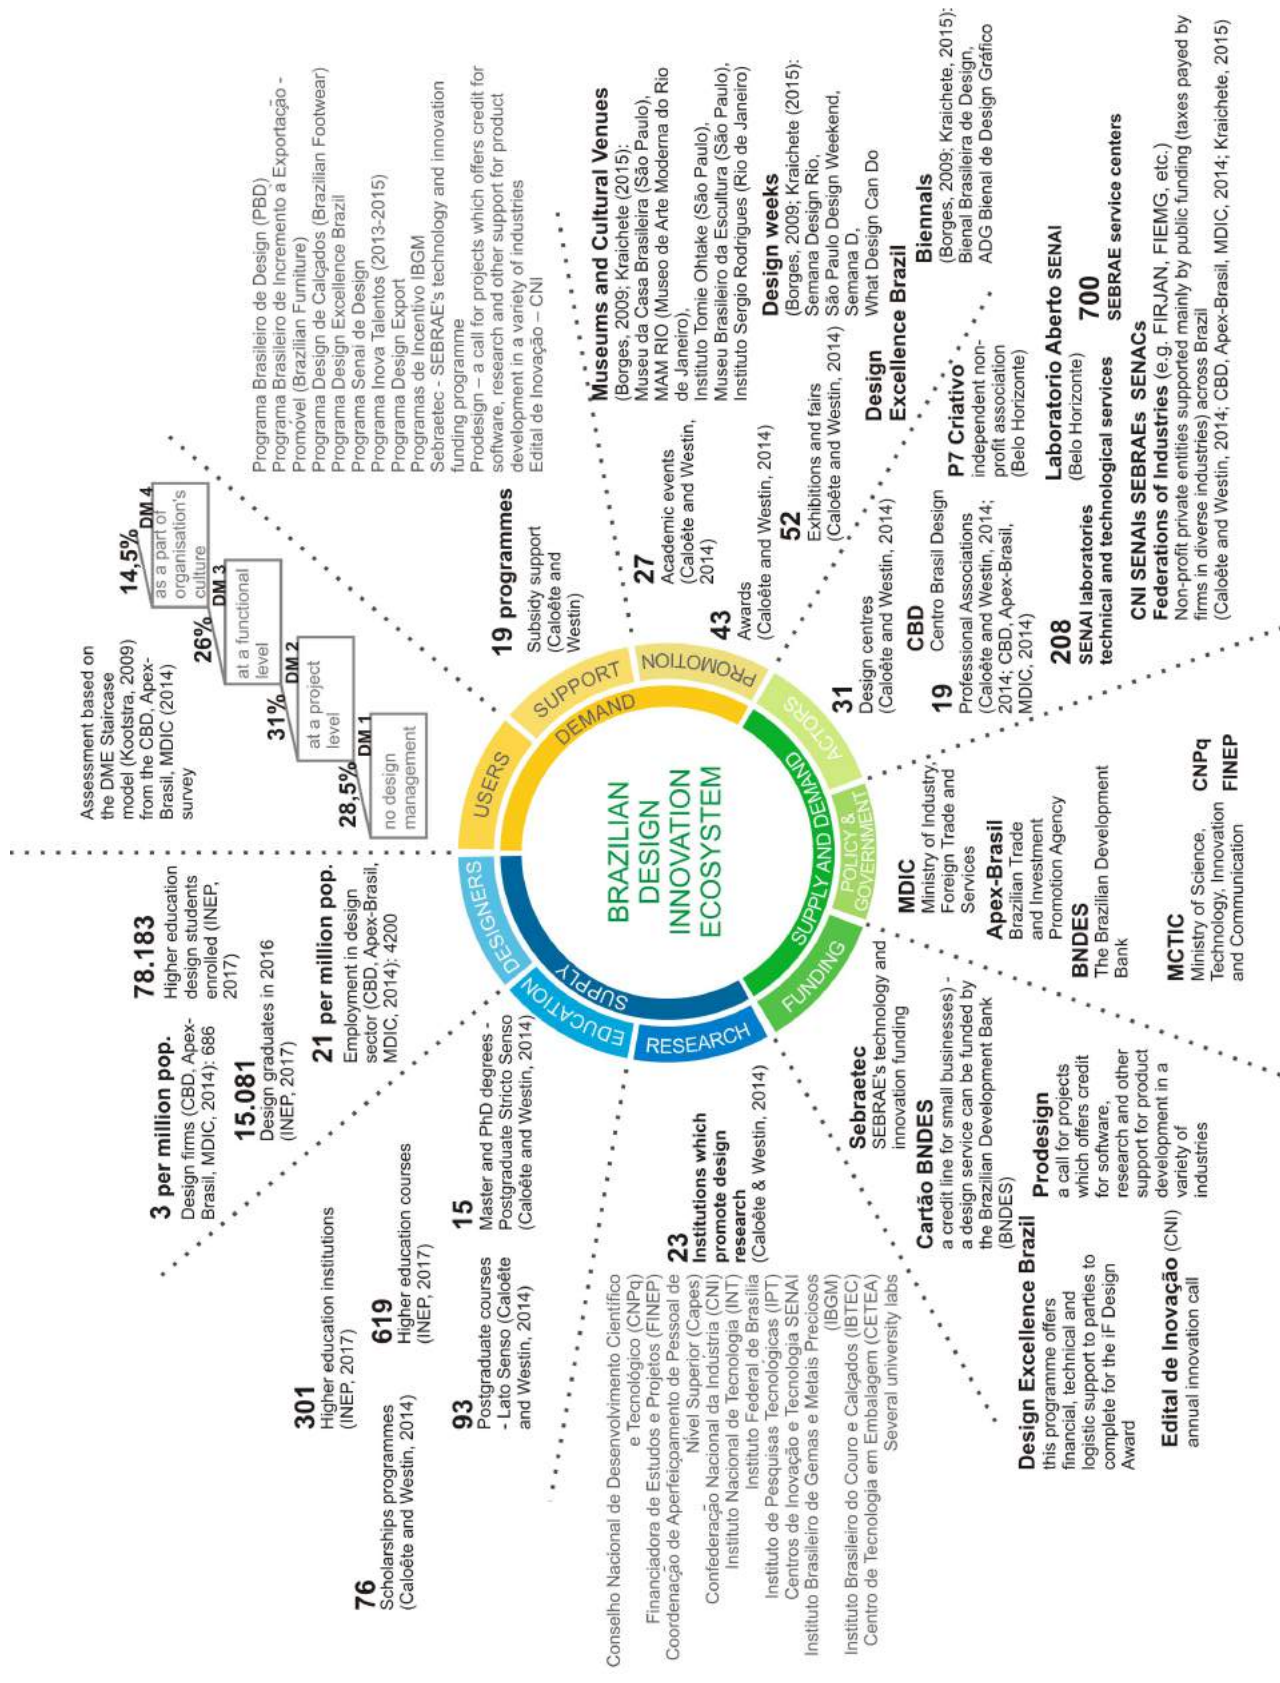 BRAZILIAN
DESIGN
INNOVATION
ECOSYSTEM
SUPPLY
DEMAND
SUPPLY AND DEMAND
DESIGNERS
USERS
SUPPORT
PROMOTION
ACTORS
POLICY &
GOVERNMENT
FUNDING
RESEARCH
EDUCATION
3 per million pop.
Design firms (CBD, Apex-
Brasil, MDIC, 2014): 686
78.183
Higher education
design students
enrolled (INEP,
2017)
15.081
Design graduates in 2016
(INEP, 2017)
21 per million pop.
Employment in design
sector (CBD, Apex-Brasil,
MDIC, 2014): 4200
Assessment based on
the DME Staircase
model (Kootstra, 2009)
from the CBD, Apex-
Brasil, MDIC (2014)
survey
14,5%
DM 4
as a part of
organisation's
culture
26%
DM 3
at a functional
level
31%
DM 2
at a project
level
28,5%
DM 1
no design
management
Programa Brasileiro de Design (PBD)
Programa Brasileiro de Incremento à Exportação -
Promóvel (Brazilian Furniture)
Programa Design de Calçados (Brazilian Footwear)
Programa Design Excellence Brazil
Programa Senai de Design
Programa Inova Talentos (2013-2015)
Programa Design Export
Programas de Incentivo IBGM
Sebraetec - SEBRAE's technology and innovation
funding programme
Prodesign – a call for projects which offers credit for
software, research and other support for product
development in a variety of industries
Edital de Inovação – CNI
19 programmes
Subsidy support
(Caloête and
Westin)
Museums and Cultural Venues
(Borges, 2009; Kraichete (2015):
Museu da Casa Brasileira (São Paulo),
MAM RIO (Museo de Arte Moderna do Rio
de Janeiro),
Instituto Tomie Ohtake (São Paulo),
Museu Brasileiro da Escultura (São Paulo),
Instituto Sergio Rodrigues (Rio de Janeiro)
27
Academic events
(Caloête and Westin,
2014)
43
Awards
(Caloête and Westin, 2014)
52
Exhibitions and fairs
(Caloête and Westin, 2014)
Design weeks
(Borges, 2009; Kraichete (2015):
Semana Design Rio,
São Paulo Design Weekend,
Semana D,
What Design Can Do
Design
Excellence Brazil
Biennals
(Borges, 2009; Kraichete, 2015):
Bienal Brasileira de Design,
ADG Bienal de Design Gráfico
31
Design centres
(Caloête and Westin, 2014)
CBD
Centro Brasil Design
19
Professional Associations
(Caloête and Westin, 2014;
2014; CBD, Apex-Brasil,
MDIC, 2014)
P7 Criativo
independent non-
profit association
(Belo Horizonte)
Laboratorio Aberto SENAI
(Belo Horizonte)
208
SENAI laboratories
technical and technological services
700
SEBRAE service centers
CNI SENAIs SEBRAEs SENACs
Federations of Industries (e.g. FIRJAN, FIEMG, etc.)
Non-profit private entities supported mainly by public funding (taxes payed by
firms in diverse industries) across Brazil
(Caloête and Westin, 2014; CBD, Apex-Brasil, MDIC, 2014; Kraichete, 2015)
MDIC
Ministry of Industry,
Foreign Trade and
Services
Apex-Brasil
Brazilian Trade
and Investment
Promotion Agency
BNDES
The Brazilian Development
Bank
MCTIC
Ministry of Science,
Technology, Innovation
and Communication
CNPq
FINEP
Sebraetec
SEBRAE's technology and
innovation funding
Cartão BNDES
a credit line for small businesses) -
a design service can be funded by
the Brazilian Development Bank
(BNDES)
Prodesign
a call for projects
which offers credit
for software,
research and other
support for product
development in a
variety of
industries
Design Excellence Brazil
this programme offers
financial, technical and
logistic support to parties to
complete for the iF Design
Award
Edital de Inovação (CNI)
annual innovation call
23
Institutions which
promote design
research
(Caloête & Westin, 2014)
Conselho Nacional de Desenvolvimento Científico
e Tecnológico (CNPq)
Financiadora de Estudos e Projetos (FINEP)
Coordenação de Aperfeiçoamento de Pessoal de
Nível Superior (Capes)
Confederação Nacional da Indústria (CNI)
Instituto Nacional de Tecnologia (INT)
Instituto Federal de Brasília
Instituto de Pesquisas Tecnológicas (IPT)
Centros de Inovação e Tecnologia SENAI
Instituto Brasileiro de Gemas e Metais Preciosos
(IBGM)
Instituto Brasileiro do Couro e Calçados (IBTEC)
Centro de Tecnologia em Embalagem (CETEA)
Several university labs
301
Higher education institutions
(INEP, 2017)
619
Higher education courses
(INEP, 2017)
76
Scholarships programmes
(Caloête and Westin, 2014)
93
Postgraduate courses
- Lato Senso (Caloête
and Westin, 2014)
15
Master and PhD degrees -
Postgraduate Stricto Senso
(Caloête and Westin, 2014)